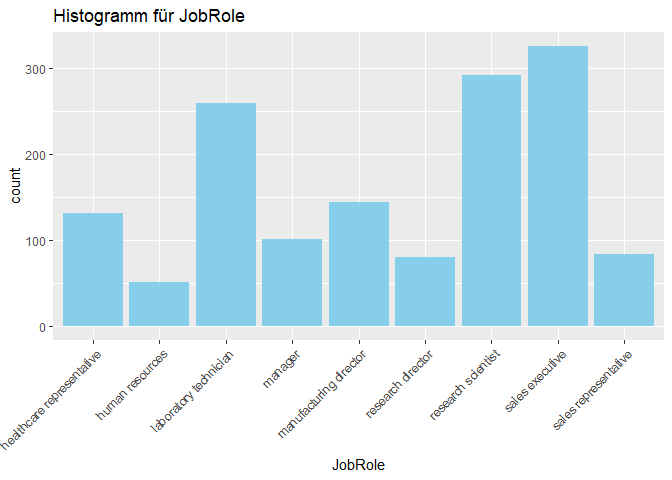 Histogramm für JobRole
count
300
200
100
0
healthcare representative
human resources
laboratory technician
manager
manufacturing director
research director
research scientist
sales executive
sales representative
JobRole